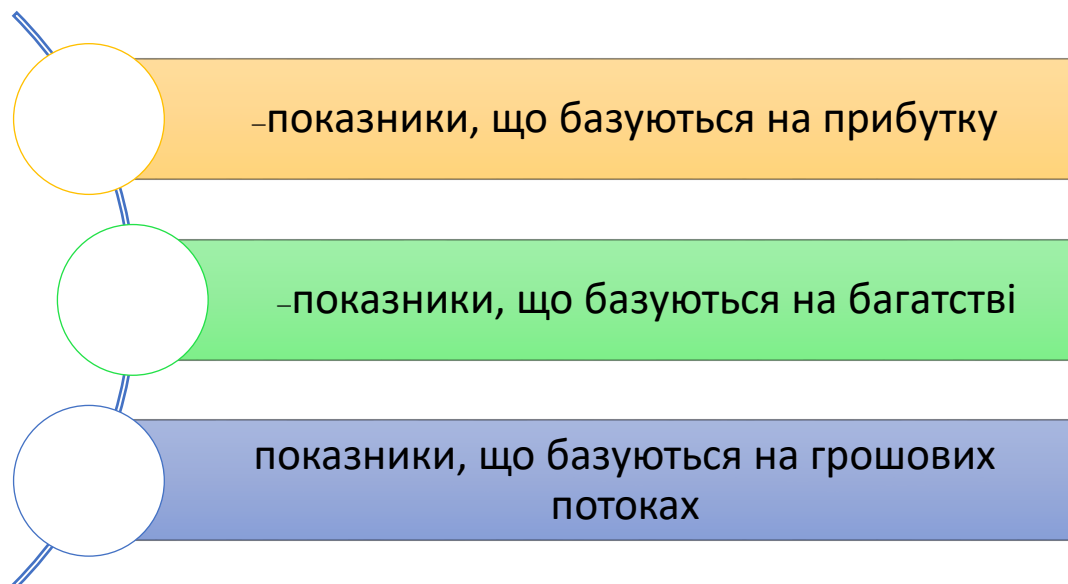 –показники, що базуються на прибутку
–показники, що базуються на багатстві
показники, що базуються на грошових
потоках